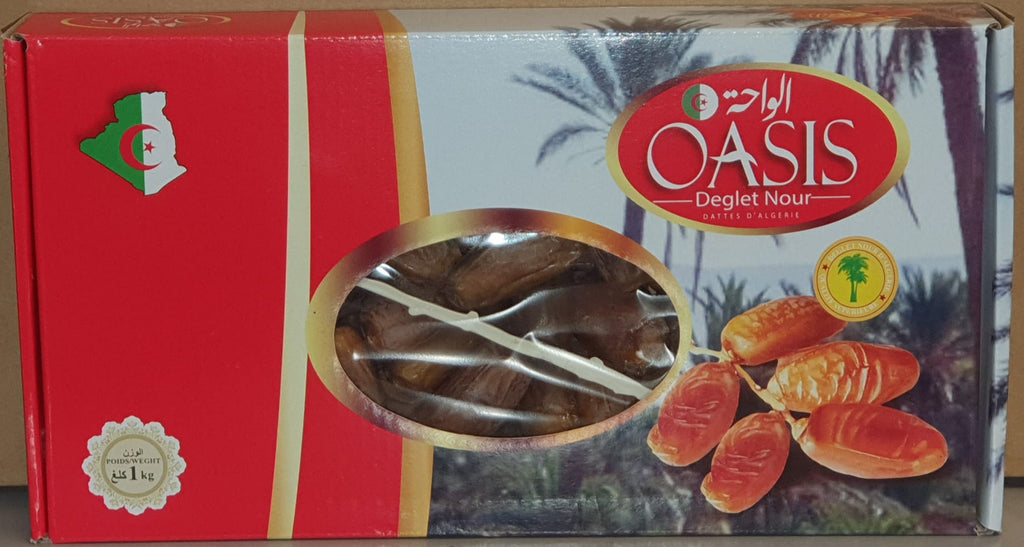 الواحة
OASIS
Deglet Nour
DATTES D'ALGERIE
الوزن
POIDS/WEGHT
1 kg كلغ